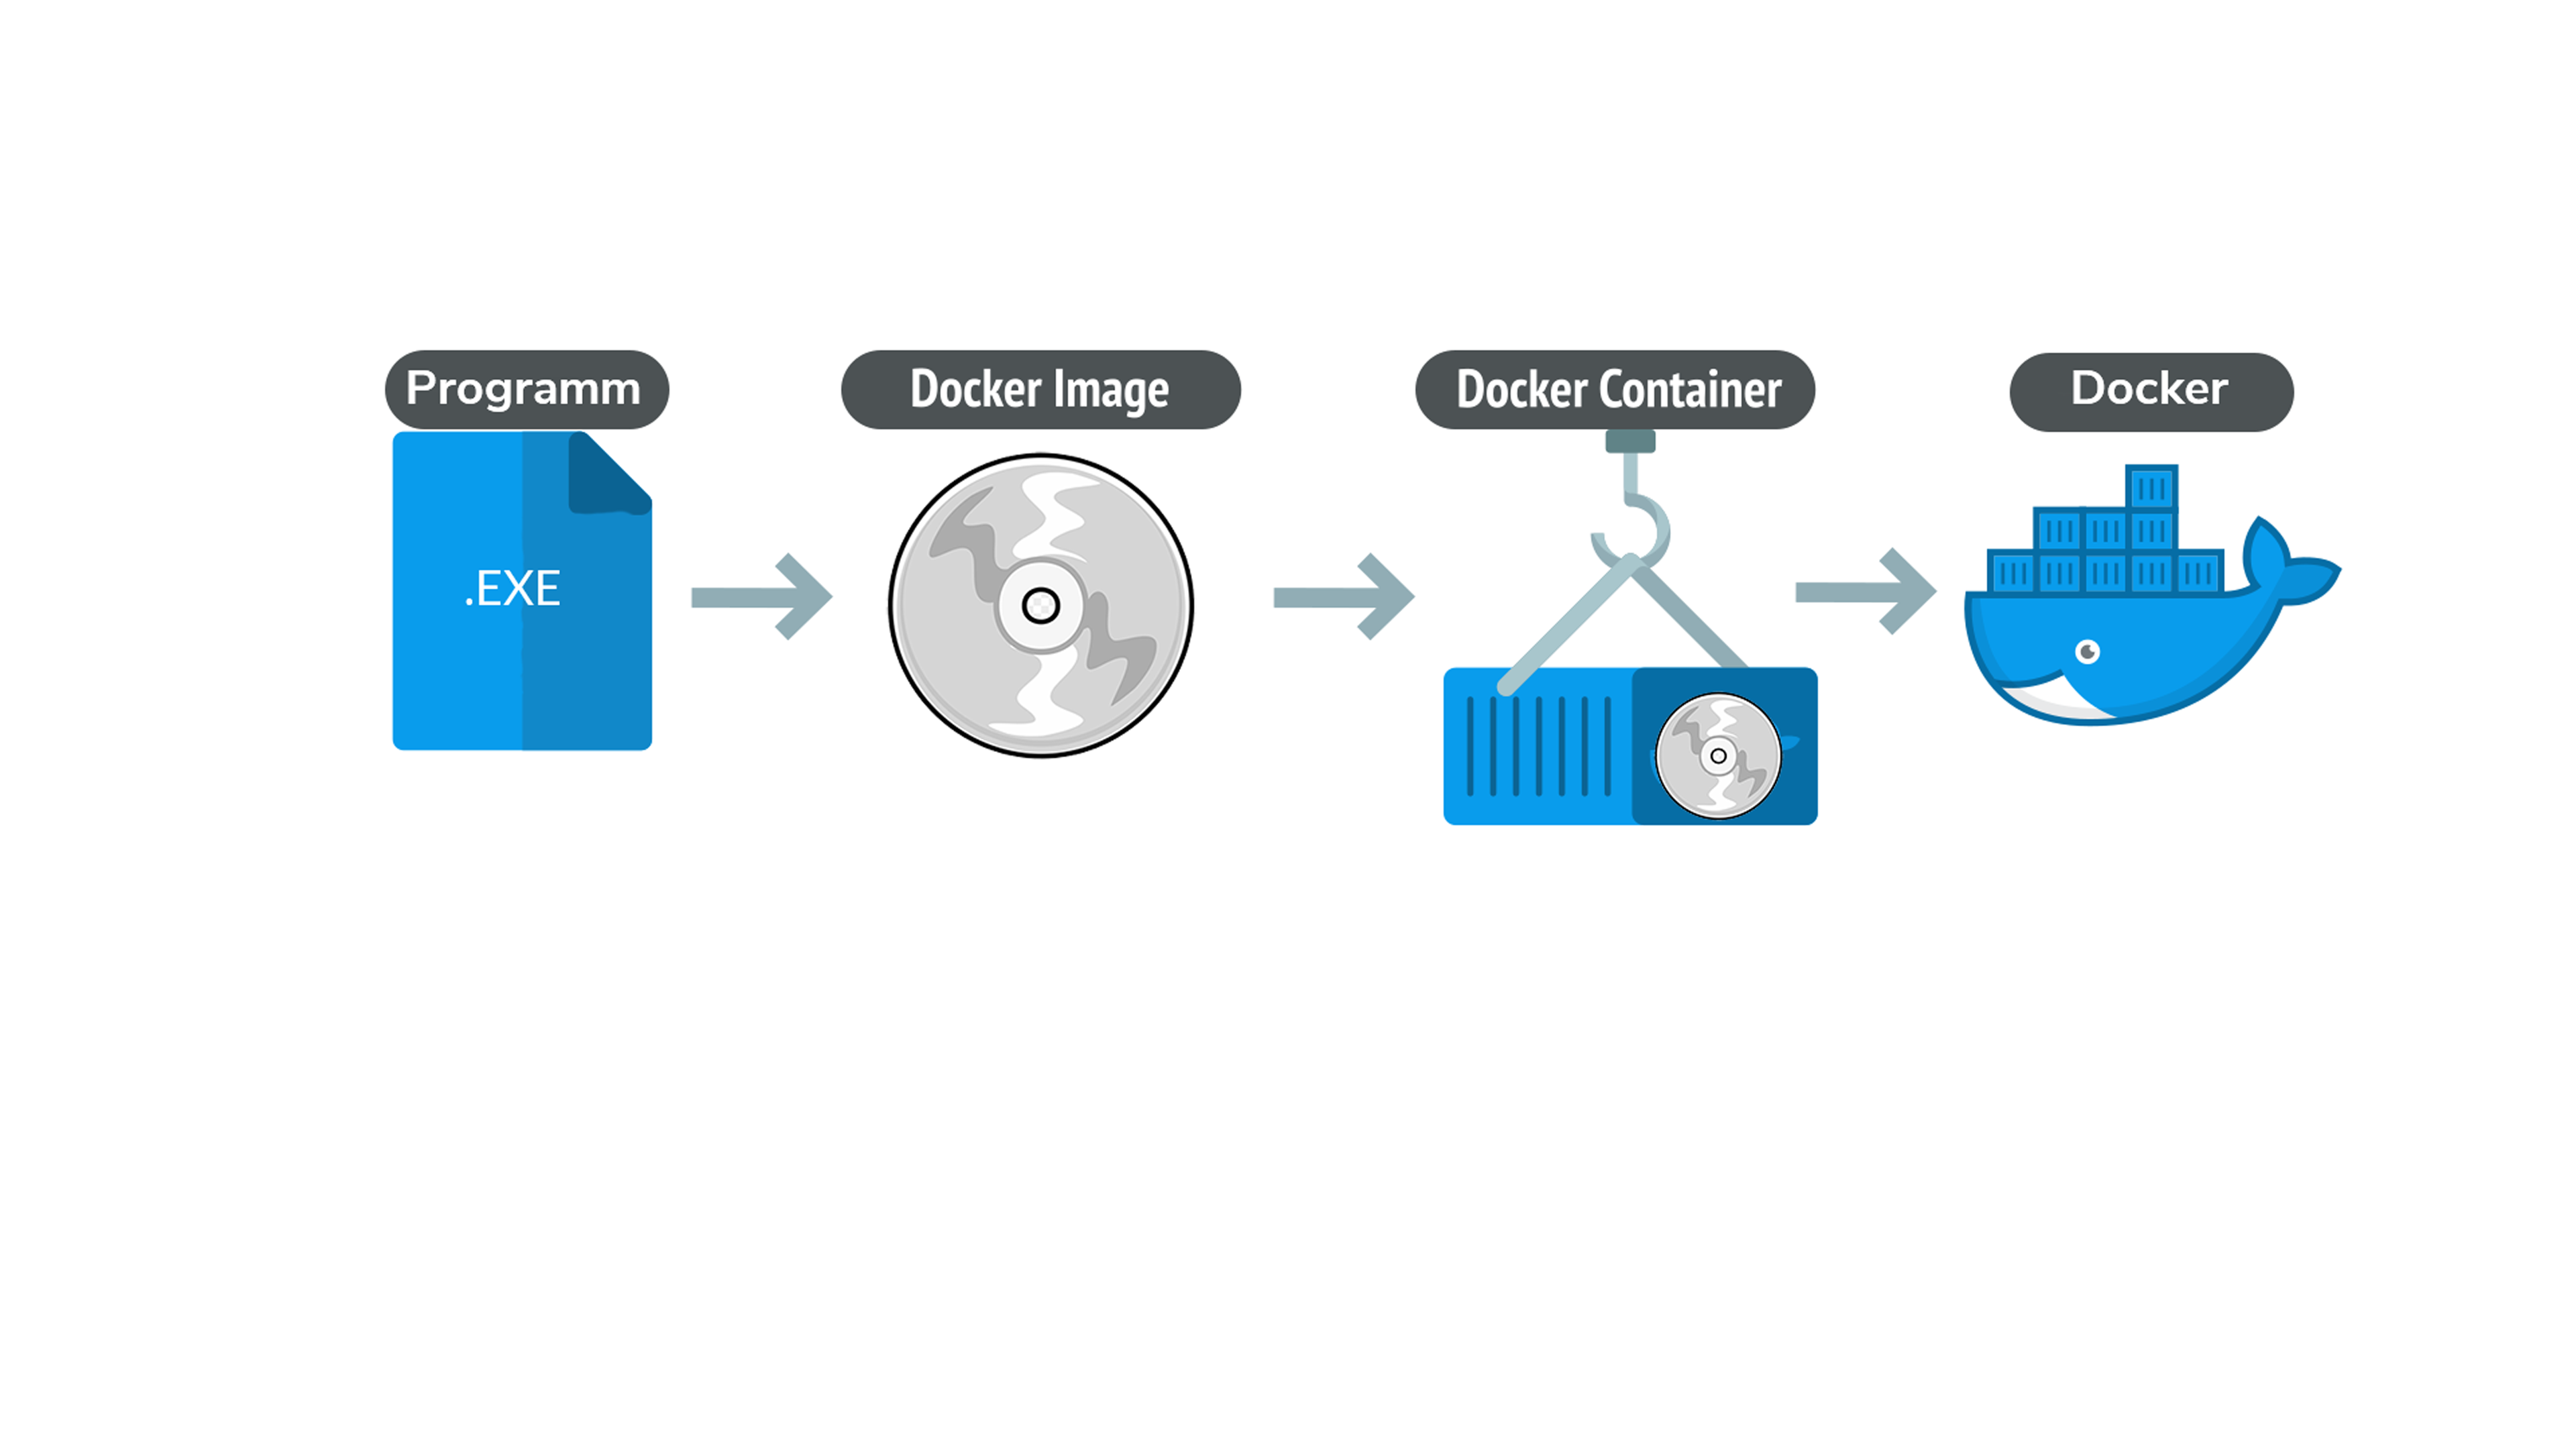 Programm
Docker Image
Docker Container
Docker
.EXE